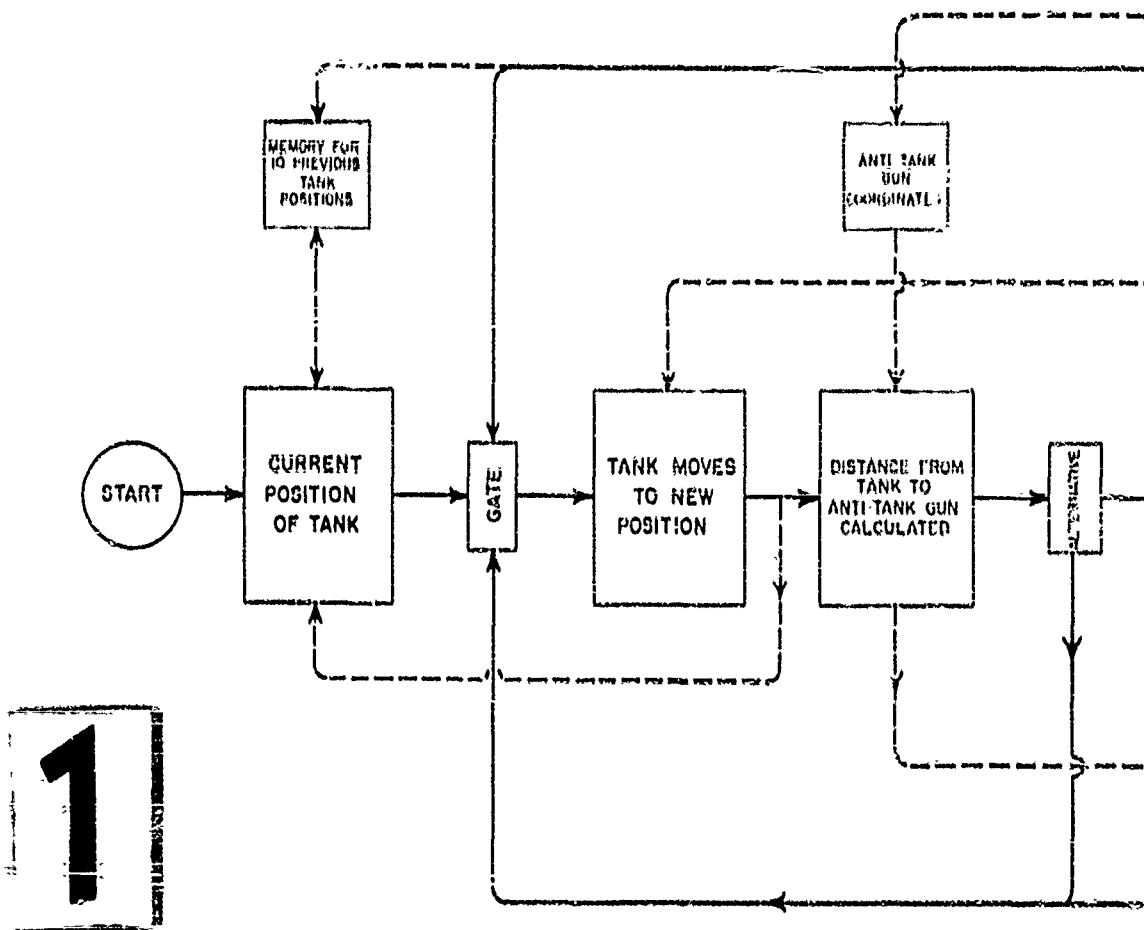 MEMORY FOR
10 PREVIOUS
TANK
POSITIONS
ANTI TANK
GUN
COORDINATES
START
CURRENT
POSITION
OF TANK
GATE
TANK MOVES
TO NEW
POSITION
DISTANCE FROM
TANK TO
ANTI-TANK GUN
CALCULATED
1